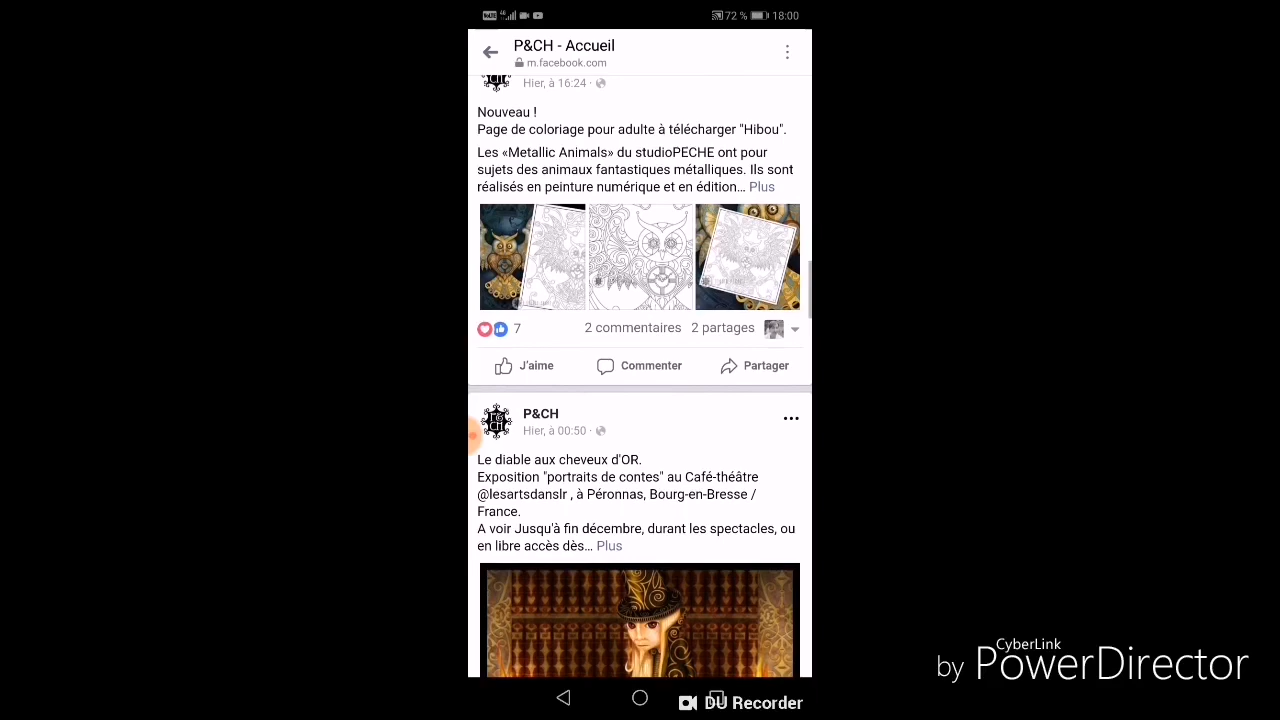 72 % 18:00
P&CH - Accueil
m.facebook.com
Hier, à 16:24 ·
Nouveau !
Page de coloriage pour adulte à télécharger "Hibou".
Les «Metallic Animals» du studioPECHE ont pour
sujets des animaux fantastiques métalliques. Ils sont
réalisés en peinture numérique et en édition... Plus
7 2 commentaires 2 partages
J'aime Commenter Partager
P&CH
Hier, à 00:50 ·
Le diable aux cheveux d'OR.
Exposition "portraits de contes" au Café-théâtre
@lesartsdanslr , à Péronnas, Bourg-en-Bresse /
France.
A voir Jusqu'à fin décembre, durant les spectacles, ou
en libre accès dès... Plus
CyberLink
by PowerDirector
DU Recorder